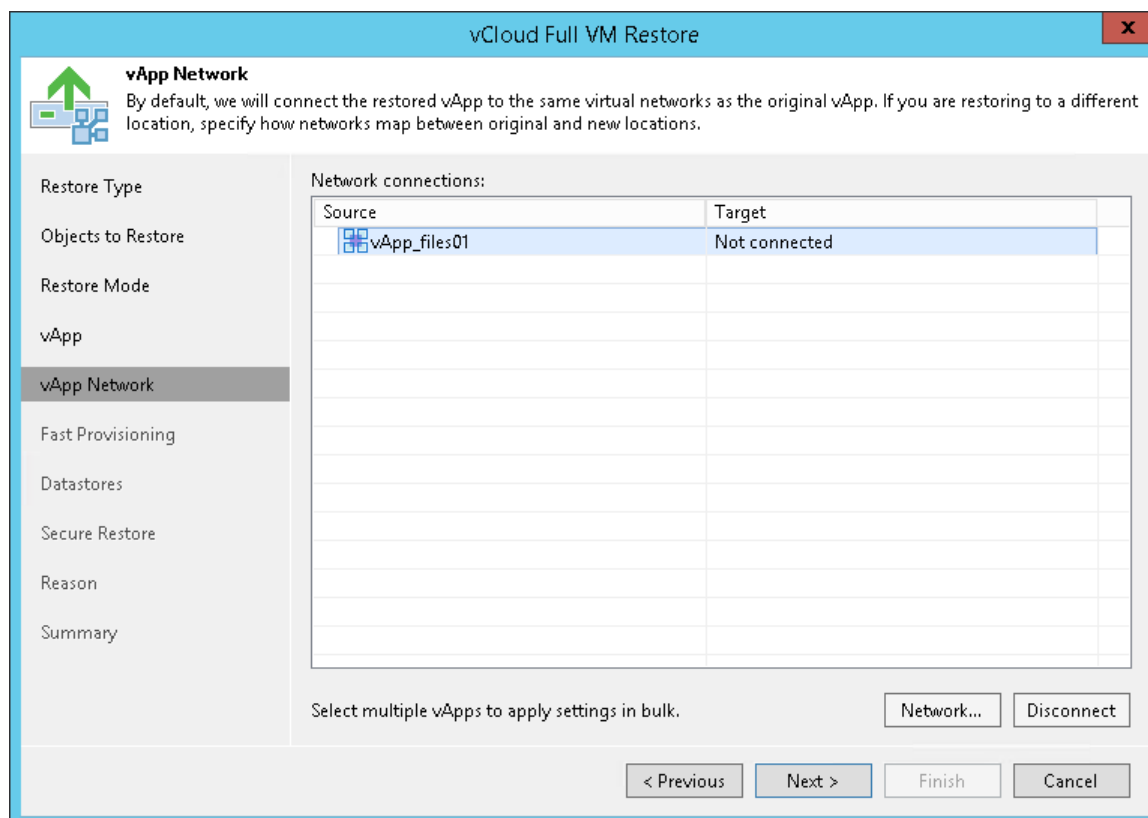 vCloud Full VM Restore
x
vApp Network
By default, we will connect the restored vApp to the same virtual networks as the original vApp. If you are restoring to a different
location, specify how networks map between original and new locations.
Restore Type
Objects to Restore
Restore Mode
vApp
vApp Network
Fast Provisioning
Datastores
Secure Restore
Reason
Summary
Network connections:
Source Target
vApp_files01 Not connected
Select multiple vApps to apply settings in bulk. Network... Disconnect
< Previous Next > Finish Cancel